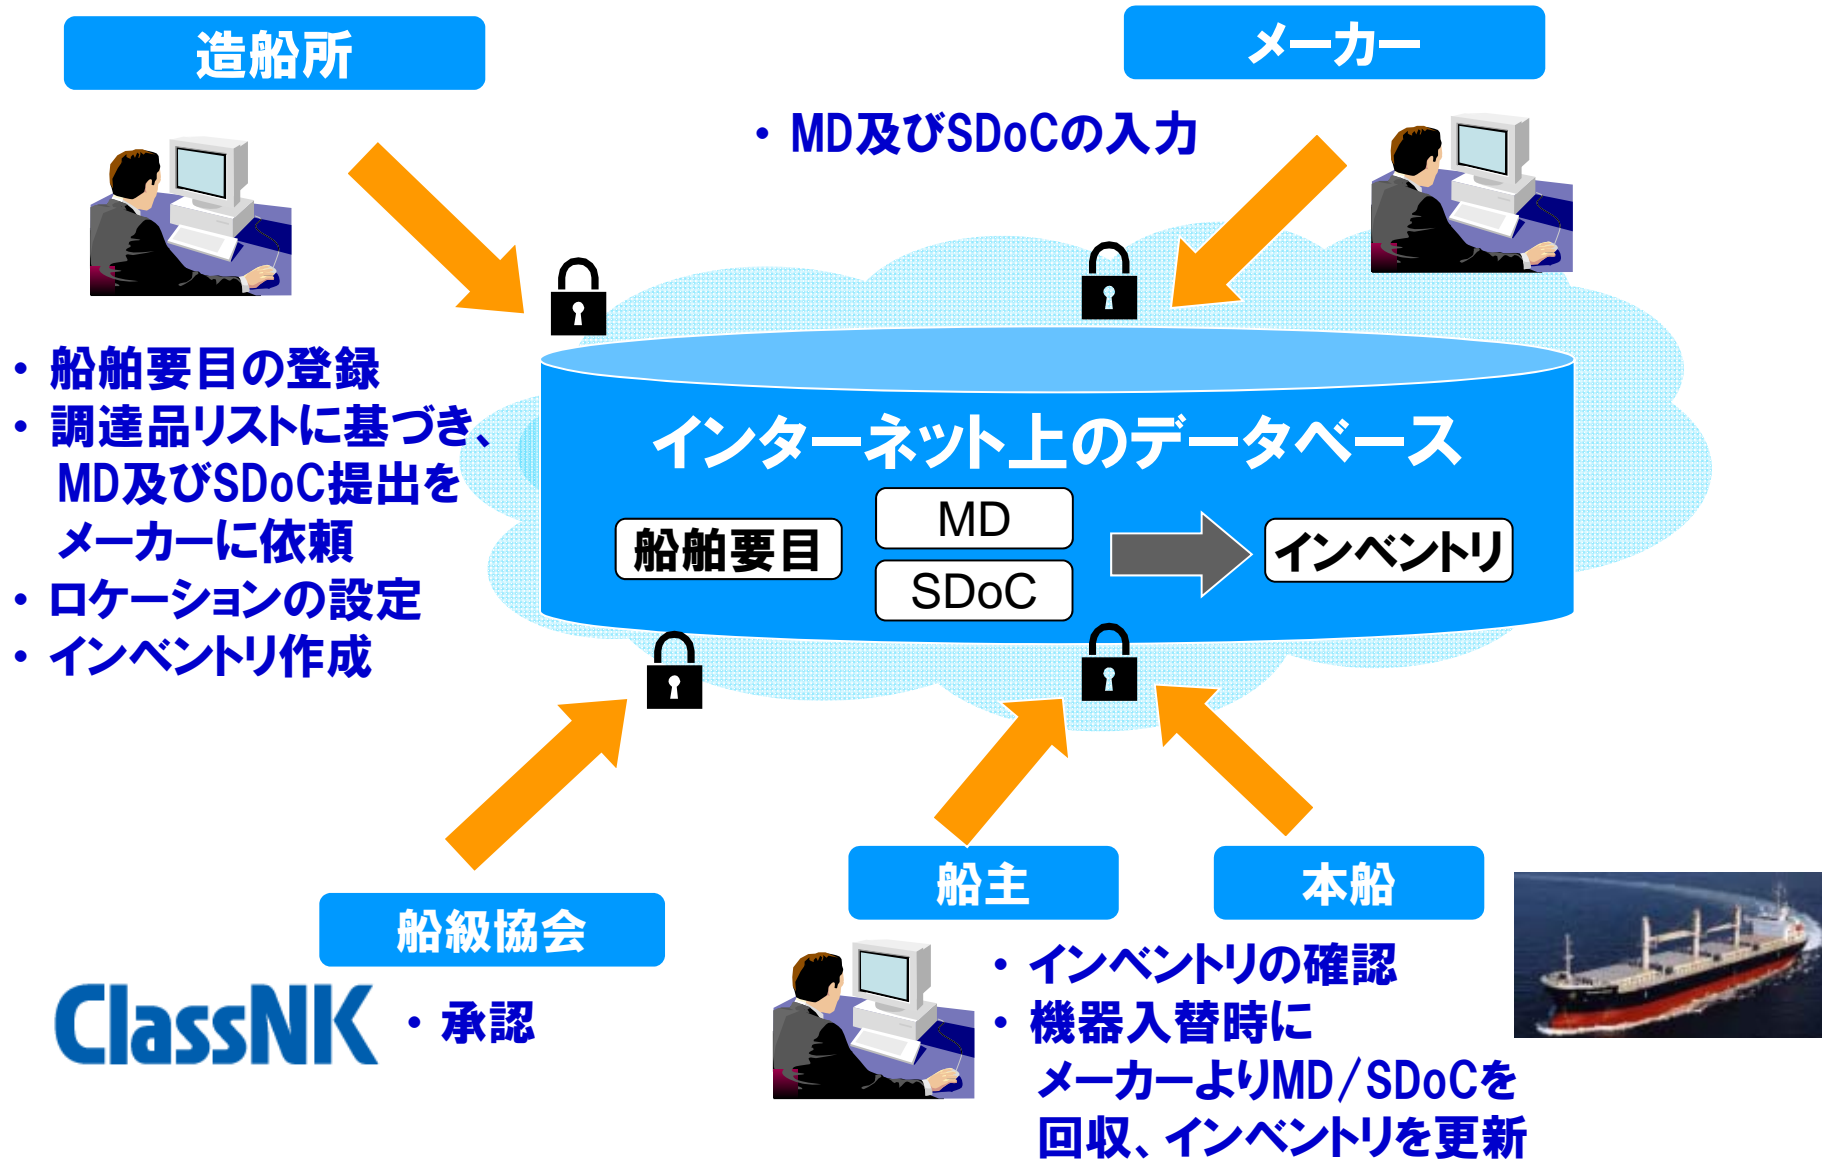 造船所
メーカー
・MD及びSDoCの入力
・船舶要目の登録
・調達品リストに基づき、
MD及びSDoC提出を
メーカーに依頼
・ロケーションの設定
・インベントリ作成
インターネット上のデータベース
船舶要目
MD
SDoC
インベントリ
船級協会
ClassNK
・承認
船主
本船
・インベントリの確認
・機器入替時に
メーカーよりMD/SDoCを
回収、インベントリを更新